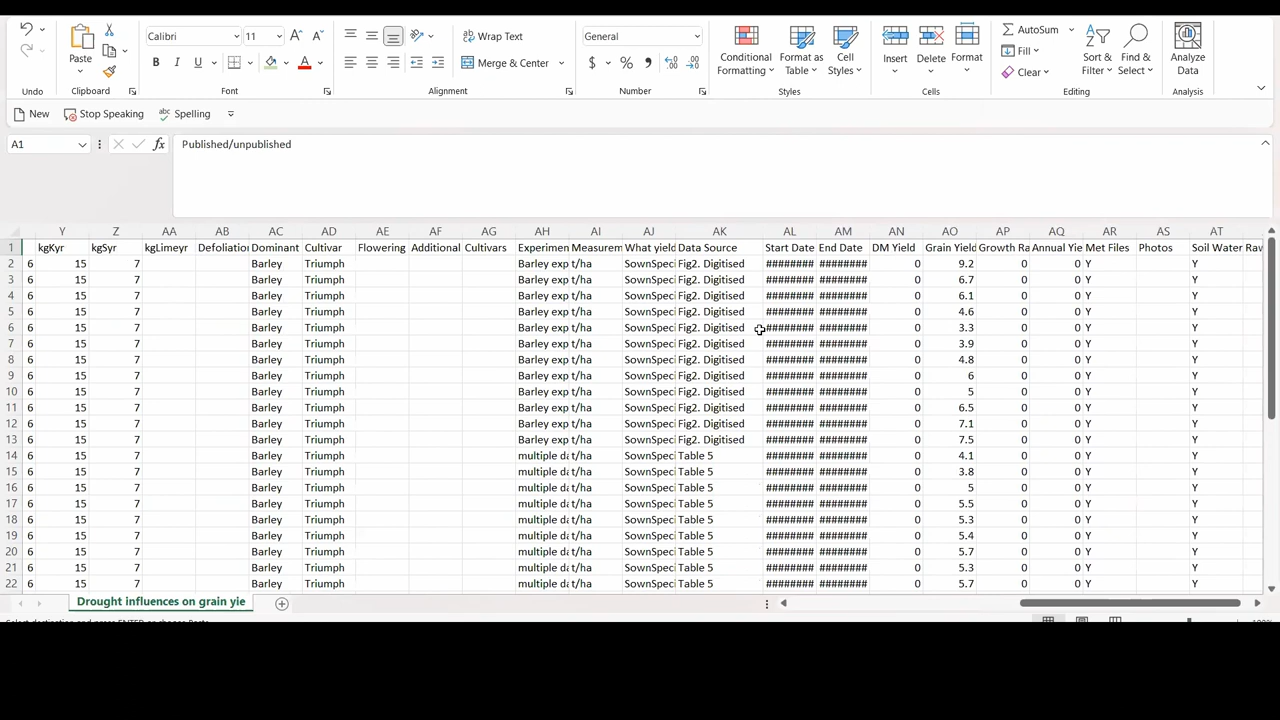 Calibri 11 Wrap Text General AutoSum
Paste Conditional Formatting Format as Table Cell Styles Insert Delete Format Fill Sort & Filter Find & Select Analyze Data
B I U A Merge & Center $ % Clear
Undo Clipboard Font Alignment Number Styles Cells Editing Analysis
New Stop Speaking Spelling
A1 fx Published/unpublished
Y Z AA AB AC AD AE AF AG AH AI AJ AK AL AM AN AO AP AQ AR AS AT
1 kgKyr kgSyr kgLimeyr Defoliation Dominant Cultivar Flowering Additional Cultivars Experimen Measurem What yield Data Source Start Date End Date DM Yield Grain Yield Growth Ra Annual Yie Met Files Photos Soil Water Rav
2 6 15 7 Barley Triumph Barley exp t/ha SownSpeci Fig2. Digitised ######## ######## 0 9.2 0 0 Y Y
3 6 15 7 Barley Triumph Barley exp t/ha SownSpeci Fig2. Digitised ######## ######## 0 6.7 0 0 Y Y
4 6 15 7 Barley Triumph Barley exp t/ha SownSpeci Fig2. Digitised ######## ######## 0 6.1 0 0 Y Y
5 6 15 7 Barley Triumph Barley exp t/ha SownSpeci Fig2. Digitised ######## ######## 0 4.6 0 0 Y Y
6 6 15 7 Barley Triumph Barley exp t/ha SownSpeci Fig2. Digitised ######## ######## 0 3.3 0 0 Y Y
7 6 15 7 Barley Triumph Barley exp t/ha SownSpeci Fig2. Digitised ######## ######## 0 3.9 0 0 Y Y
8 6 15 7 Barley Triumph Barley exp t/ha SownSpeci Fig2. Digitised ######## ######## 0 4.8 0 0 Y Y
9 6 15 7 Barley Triumph Barley exp t/ha SownSpeci Fig2. Digitised ######## ######## 0 6 0 0 Y Y
10 6 15 7 Barley Triumph Barley exp t/ha SownSpeci Fig2. Digitised ######## ######## 0 5 0 0 Y Y
11 6 15 7 Barley Triumph Barley exp t/ha SownSpeci Fig2. Digitised ######## ######## 0 6.5 0 0 Y Y
12 6 15 7 Barley Triumph Barley exp t/ha SownSpeci Fig2. Digitised ######## ######## 0 7.1 0 0 Y Y
13 6 15 7 Barley Triumph Barley exp t/ha SownSpeci Fig2. Digitised ######## ######## 0 7.5 0 0 Y Y
14 6 15 7 Barley Triumph multiple da t/ha SownSpeci Table 5 ######## ######## 0 4.1 0 0 Y Y
15 6 15 7 Barley Triumph multiple da t/ha SownSpeci Table 5 ######## ######## 0 3.8 0 0 Y Y
16 6 15 7 Barley Triumph multiple da t/ha SownSpeci Table 5 ######## ######## 0 5 0 0 Y Y
17 6 15 7 Barley Triumph multiple da t/ha SownSpeci Table 5 ######## ######## 0 5.5 0 0 Y Y
18 6 15 7 Barley Triumph multiple da t/ha SownSpeci Table 5 ######## ######## 0 5.3 0 0 Y Y
19 6 15 7 Barley Triumph multiple da t/ha SownSpeci Table 5 ######## ######## 0 5.4 0 0 Y Y
20 6 15 7 Barley Triumph multiple da t/ha SownSpeci Table 5 ######## ######## 0 5.7 0 0 Y Y
21 6 15 7 Barley Triumph multiple da t/ha SownSpeci Table 5 ######## ######## 0 5.3 0 0 Y Y
22 6 15 7 Barley Triumph multiple da t/ha SownSpeci Table 5 ######## ######## 0 5.7 0 0 Y Y
Drought influences on grain yie